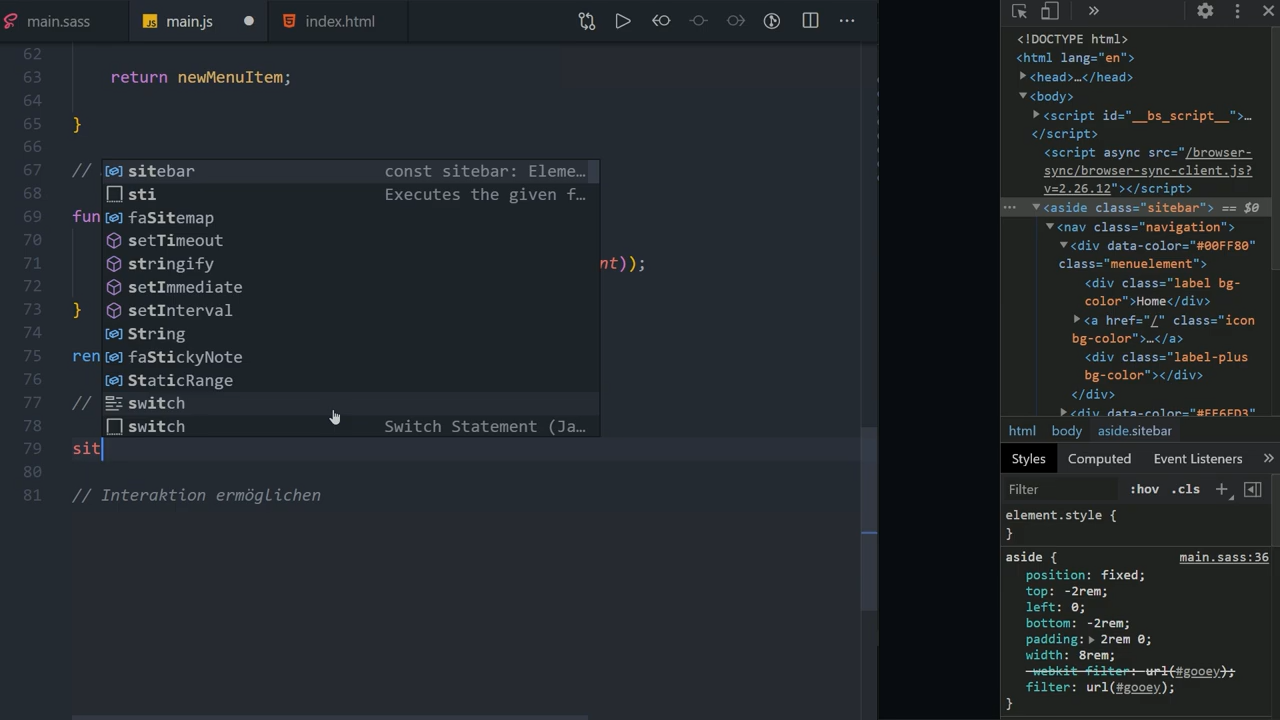 main.sass
main.js
index.html
62
63 return newMenuItem;
64
65 }
66
67 //
68
69 fun
70
71 nt));
72
73 }
74
75 ren
76
77 //
78
79 sit
80
81 // Interaktion ermöglichen
sitebar const sitebar: Eleme…
sti Executes the given f…
faSitemap
setTimeout
stringify
setImmediate
setInterval
String
faStickyNote
StaticRange
switch
switch Switch Statement (Ja…
<!DOCTYPE html>
<html lang="en">
<head>…</head>
<body>
<script id="__bs_script__">…
</script>
<script async src="/browser-
sync/browser-sync-client.js?
v=2.26.12"></script>
<aside class="sitebar"> == $0
<nav class="navigation">
<div data-color="#00FF80"
class="menuelement">
<div class="label bg-
color">Home</div>
<a href="/" class="icon
bg-color">…</a>
<div class="label-plus
bg-color"></div>
</div>
<div data-color="#FF6FD3"
html body aside.sitebar
Styles Computed Event Listeners
Filter :hov .cls
element.style {
}
aside { main.sass:36
position: fixed;
top: -2rem;
left: 0;
bottom: -2rem;
padding: 2rem 0;
width: 8rem;
-webkit-filter: url(#gooey);
filter: url(#gooey);
}